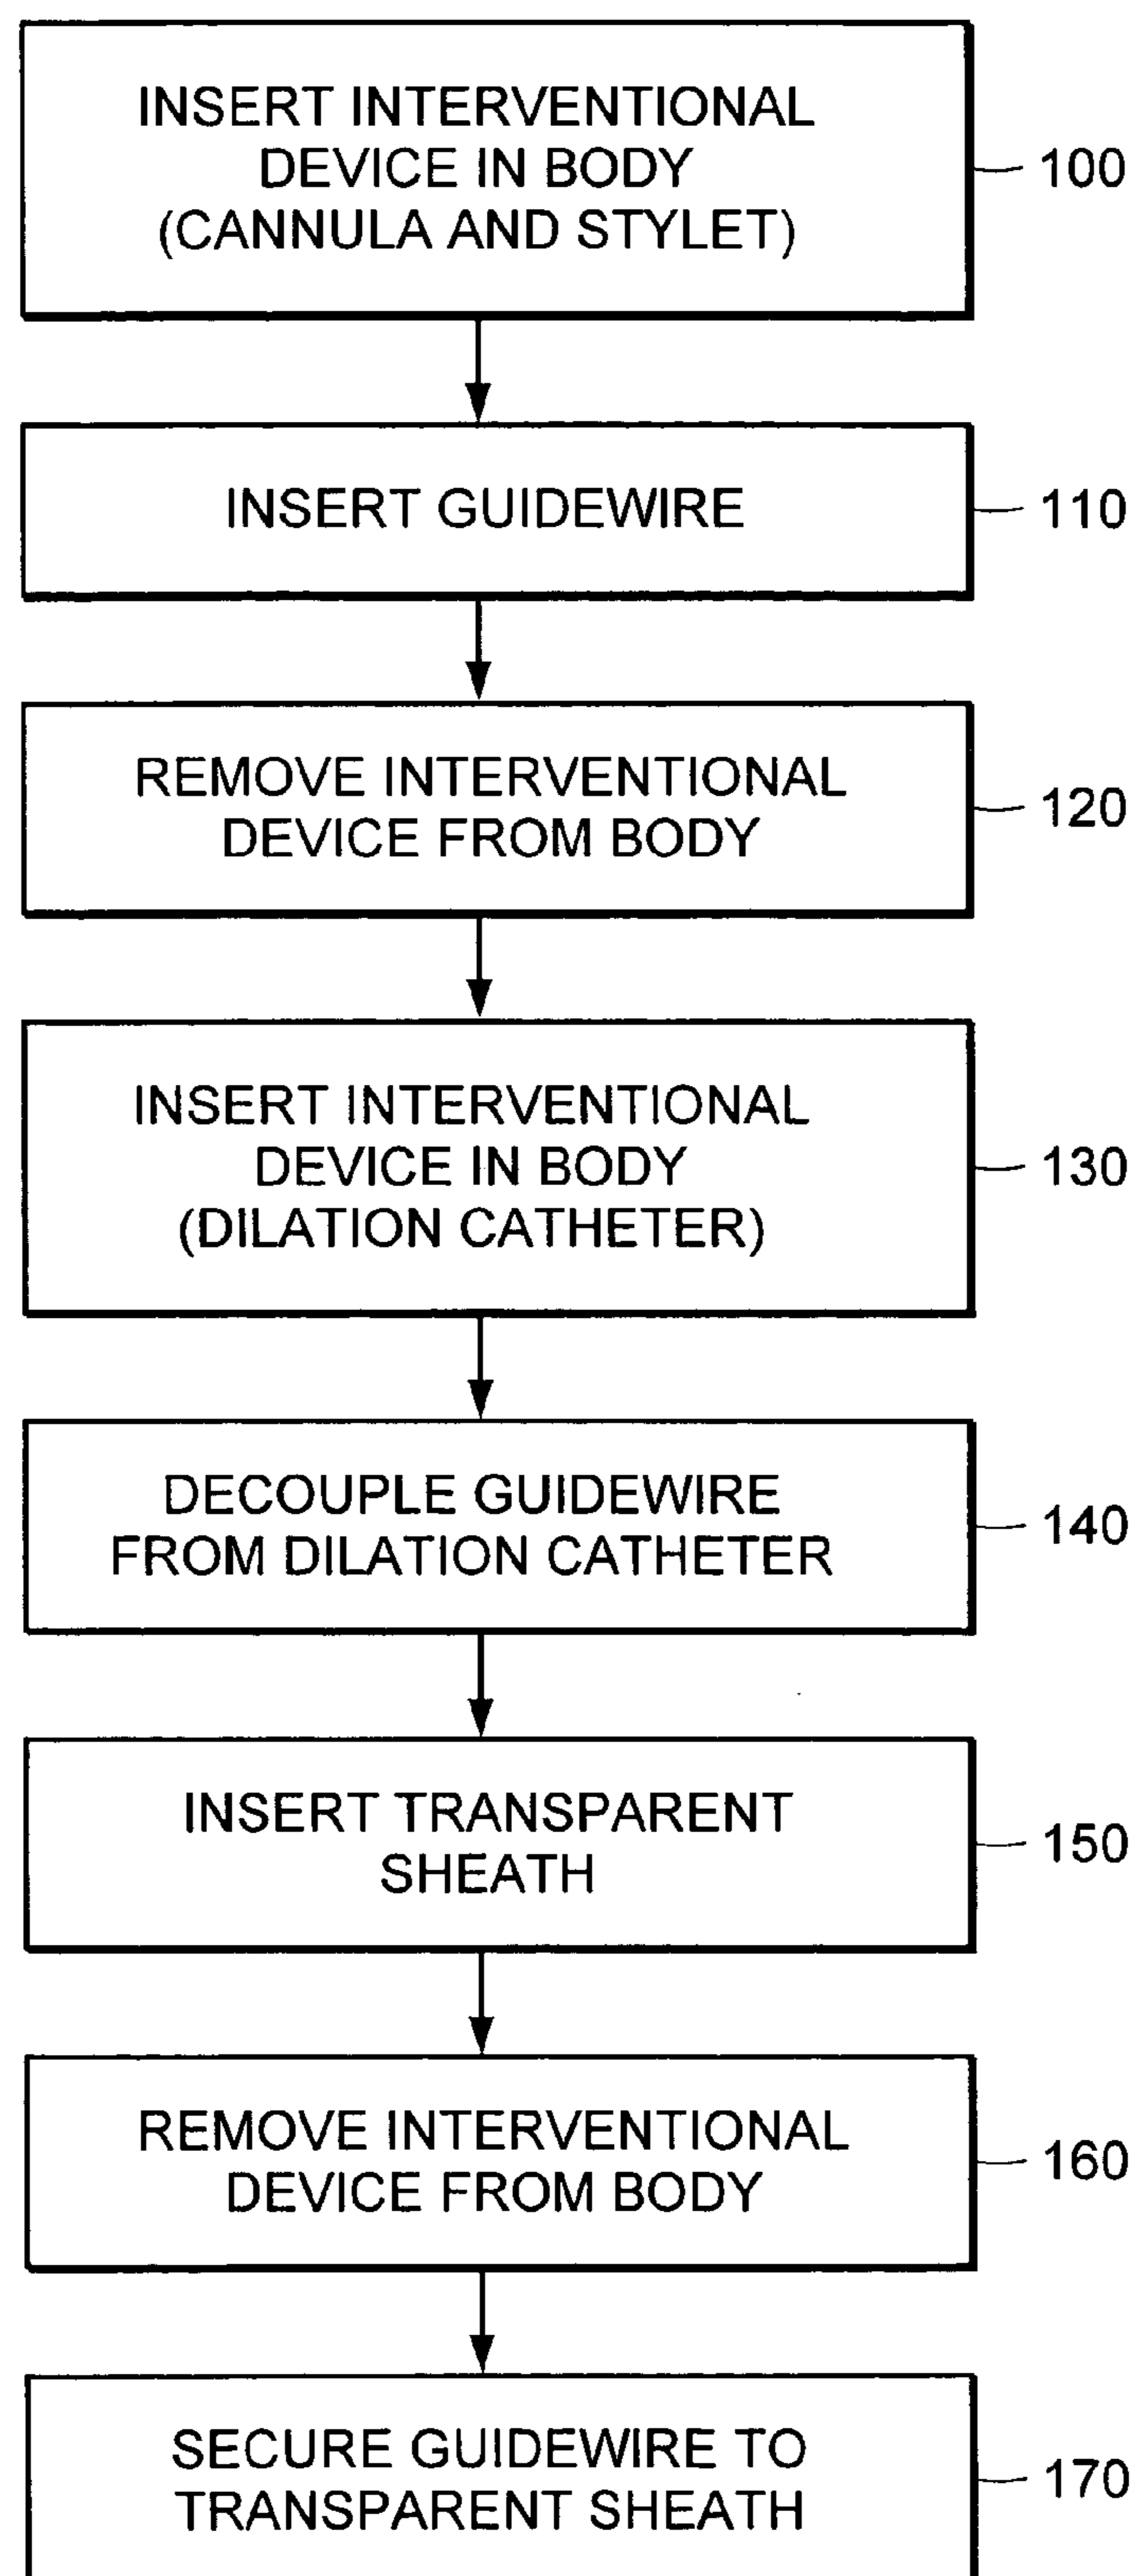 INSERT INTERVENTIONAL
DEVICE IN BODY
(CANNULA AND STYLET)
100
INSERT GUIDEWIRE
110
REMOVE INTERVENTIONAL
DEVICE FROM BODY
120
INSERT INTERVENTIONAL
DEVICE IN BODY
(DILATION CATHETER)
130
DECOUPLE GUIDEWIRE
FROM DILATION CATHETER
140
INSERT TRANSPARENT
SHEATH
150
REMOVE INTERVENTIONAL
DEVICE FROM BODY
160
SECURE GUIDEWIRE TO
TRANSPARENT SHEATH
170